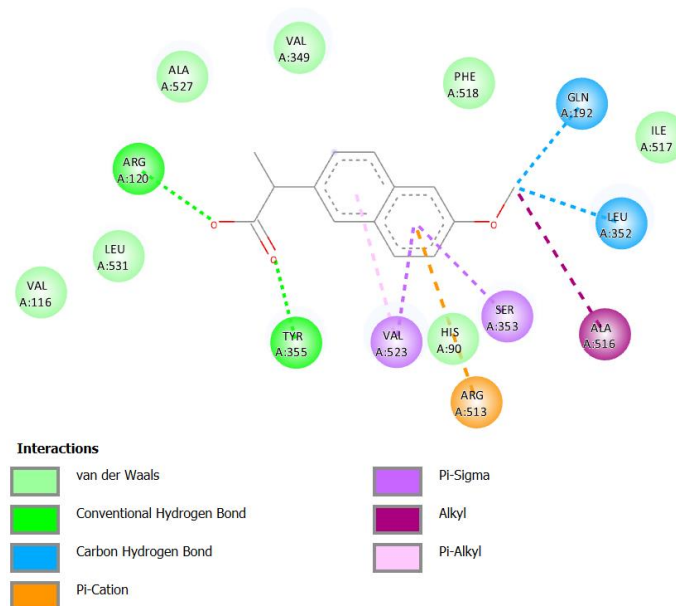 VAL
A:349
ALA
A:527
PHE
A:518
GLN
A:192
ILE
A:517
ARG
A:120
O
O
O
LEU
A:352
LEU
A:531
VAL
A:116
SER
A:353
TYR
A:355
VAL
A:523
HIS
A:90
ALA
A:516
ARG
A:513
Interactions
van der Waals
Conventional Hydrogen Bond
Carbon Hydrogen Bond
Pi-Cation
Pi-Sigma
Alkyl
Pi-Alkyl